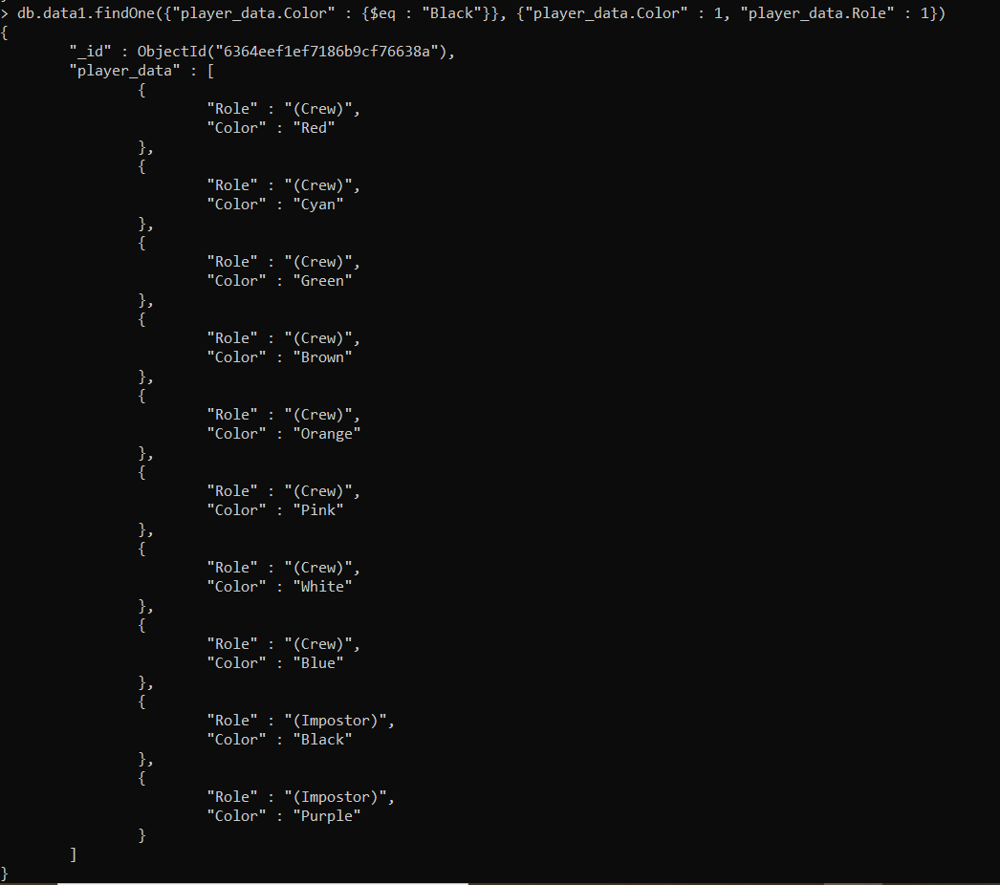 > db.data1.findOne({"player_data.Color" : {$eq : "Black"}}, {"player_data.Color" : 1, "player_data.Role" : 1})
{
        "_id" : ObjectId("6364eef1ef7186b9cf76638a"),
        "player_data" : [
                {
                        "Role" : "(Crew)",
                        "Color" : "Red"
                },
                {
                        "Role" : "(Crew)",
                        "Color" : "Cyan"
                },
                {
                        "Role" : "(Crew)",
                        "Color" : "Green"
                },
                {
                        "Role" : "(Crew)",
                        "Color" : "Brown"
                },
                {
                        "Role" : "(Crew)",
                        "Color" : "Orange"
                },
                {
                        "Role" : "(Crew)",
                        "Color" : "Pink"
                },
                {
                        "Role" : "(Crew)",
                        "Color" : "White"
                },
                {
                        "Role" : "(Crew)",
                        "Color" : "Blue"
                },
                {
                        "Role" : "(Impostor)",
                        "Color" : "Black"
                },
                {
                        "Role" : "(Impostor)",
                        "Color" : "Purple"
                }
        ]
}